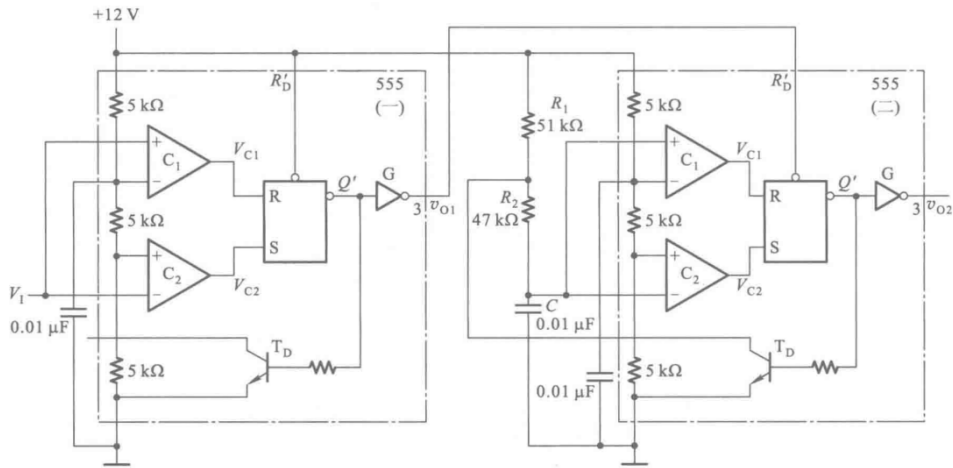 +12 V
555
(一)
R'D
5 kΩ
VC1
C1
+
−
R
Q'
G
3
vO1
5 kΩ
S
+
C2
−
VC2
VI
0.01 μF
TD
5 kΩ
R1
51 kΩ
R2
47 kΩ
C
0.01 μF
0.01 μF
555
(二)
R'D
5 kΩ
VC1
C1
+
−
R
Q'
G
3
vO2
5 kΩ
S
+
C2
−
VC2
TD
5 kΩ